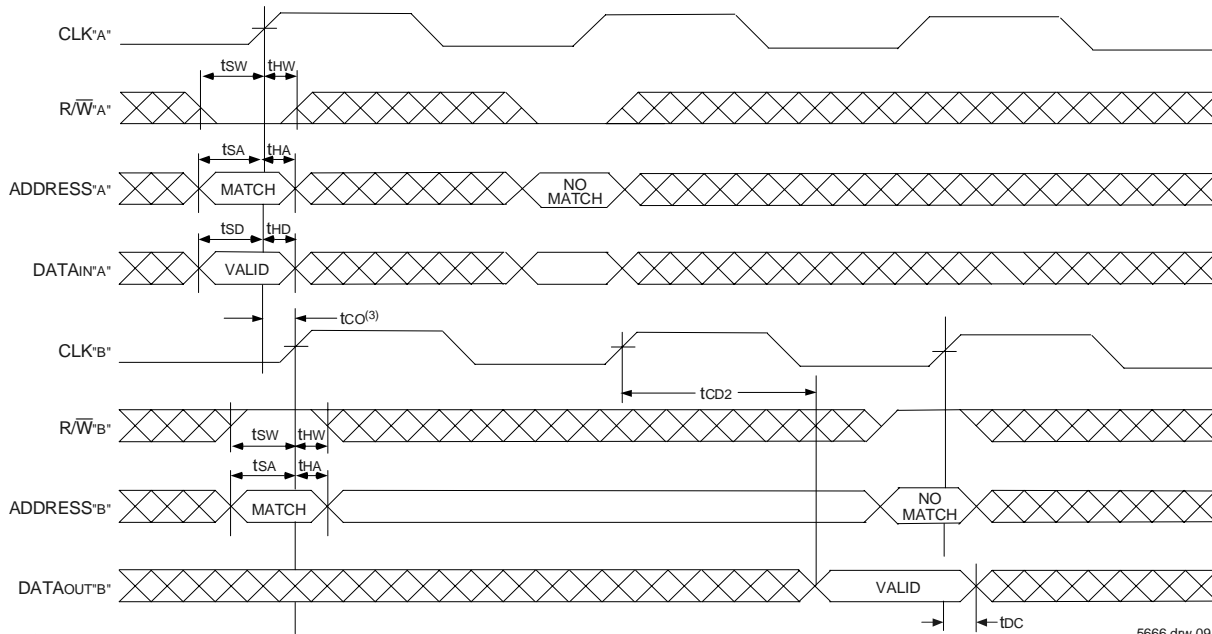 CLK"A"
tSW tHW
R/W̅"A"
tSA tHA
ADDRESS"A" MATCH NO MATCH
tSD tHD
DATAIN"A" VALID
tCO(3)
CLK"B"
tCD2
R/W̅"B"
tSW tHW
tSA tHA
ADDRESS"B" MATCH NO MATCH
DATAOUT"B" VALID
tDC
5666 drw 09